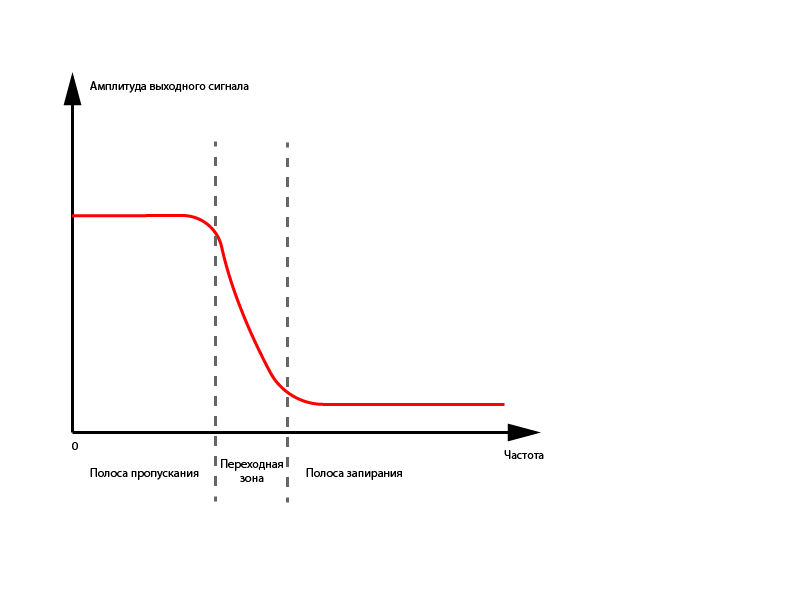 Амплитуда выходного сигнала
0
Частота
Полоса пропускания
Переходная
зона
Полоса запирания